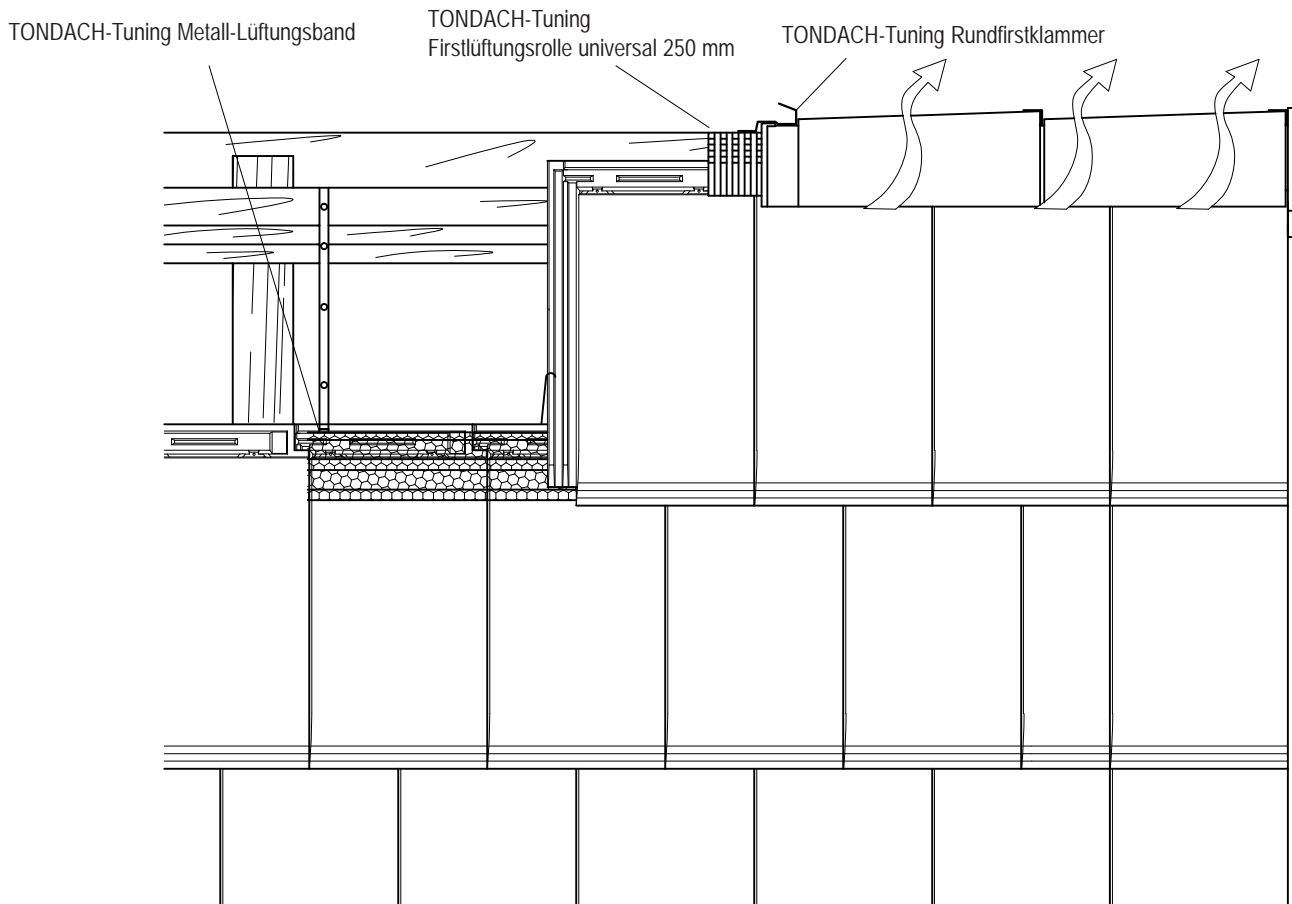 TONDACH-Tuning Metall-Lüftungsband
TONDACH-Tuning
Firstlüftungsrolle universal 250 mm
TONDACH-Tuning Rundfirstklammer